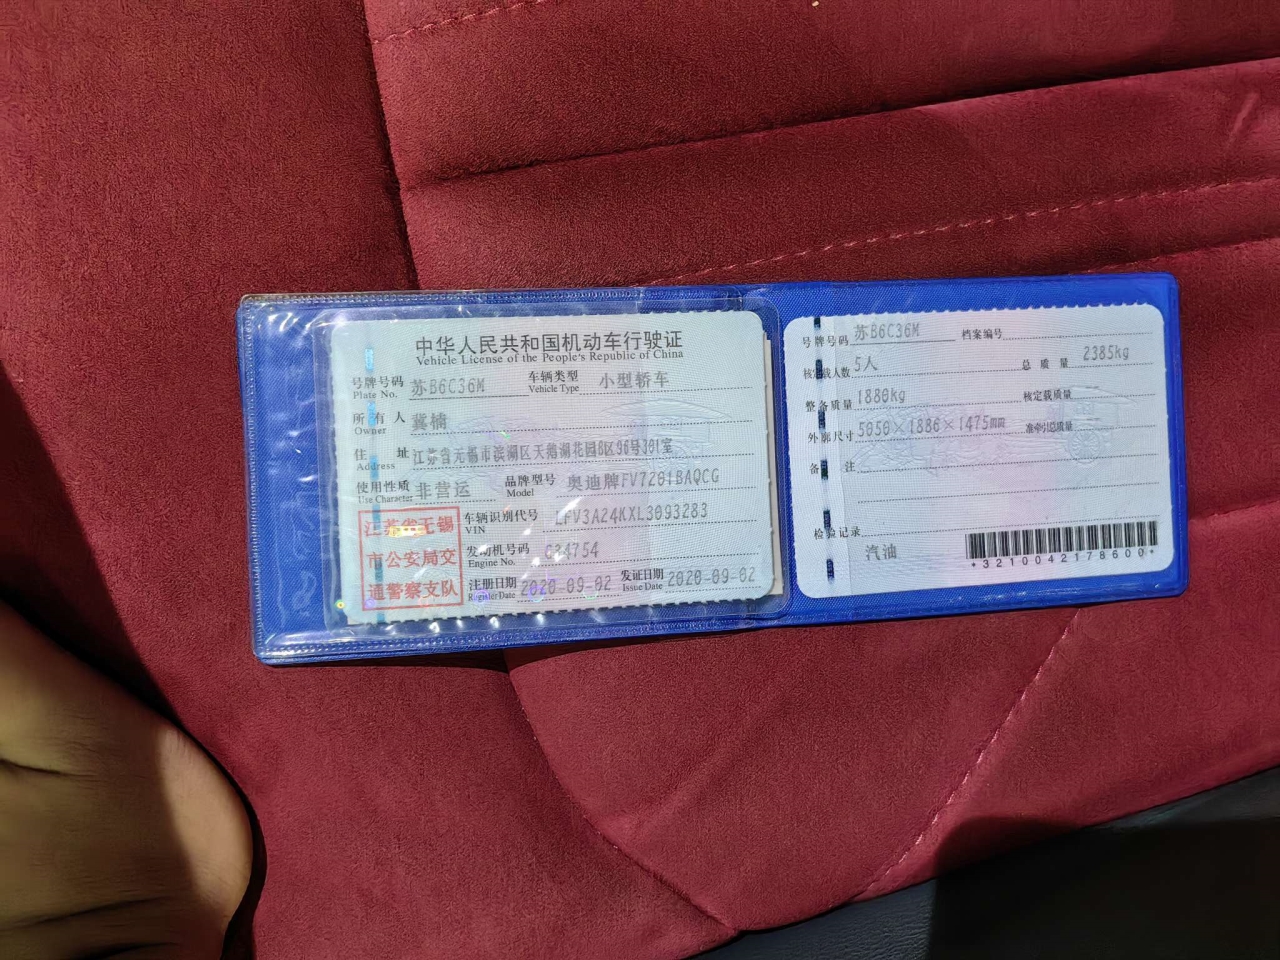 中华人民共和国机动车行驶证
Vehicle License of the People's Republic of China
号牌号码 苏B6C36M 车辆类型 小型轿车
Plate No. Vehicle Type
所有人 冀楠
Owner
住址 江苏省无锡市滨湖区天鹅湖花园8区96号301室
Address
使用性质 非营运 品牌型号 奥迪牌FV7201BAQCG
Use Character Model
车辆识别代号 LFV3A24KXL3093283
VIN
发动机号码 C84754
Engine No.
注册日期 2020-09-02 发证日期 2020-09-02
Register Date Issue Date
江苏省无锡
市公安局交
通警察支队
号牌号码 苏B6C36M 档案编号
核定载人数 5人 总质量 2385kg
整备质量 1880kg 核定载质量
外廓尺寸 5050×1886×1475mm 准牵引总质量
备注
检验记录
汽油
*3210042178600*